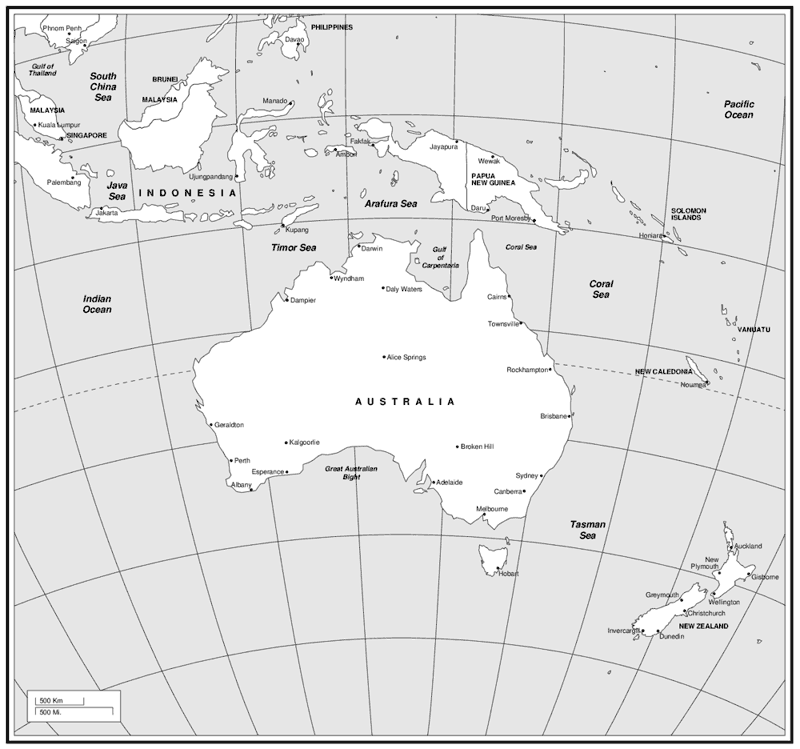 PHILIPPINES
Phnom Penh
Saigon
Davao
Gulf of
Thailand
South
China
Sea
BRUNEI
MALAYSIA
Pacific
Ocean
MALAYSIA
Manado
Kuala Lumpur
SINGAPORE
Fakfak
Jayapura
Ambon
Wewak
Palembang
Ujungpandang
PAPUA
NEW GUINEA
Java
Sea
INDONESIA
Arafura Sea
Jakarta
Daru
Port Moresby
SOLOMON
ISLANDS
Kupang
Honiara
Timor Sea
Darwin
Gulf
of
Carpentaria
Coral Sea
Wyndham
Daly Waters
Coral
Sea
Indian
Ocean
Dampier
Cairns
Townsville
VANUATU
Alice Springs
Rockhampton
NEW CALEDONIA
Noumea
AUSTRALIA
Brisbane
Geraldton
Kalgoorlie
Broken Hill
Perth
Esperance
Great Australian
Bight
Sydney
Albany
Adelaide
Canberra
Melbourne
Tasman
Sea
Auckland
New
Plymouth
Hobart
Gisborne
Greymouth
Wellington
Christchurch
Invercargill
Dunedin
NEW ZEALAND
500 Km
500 Mi.